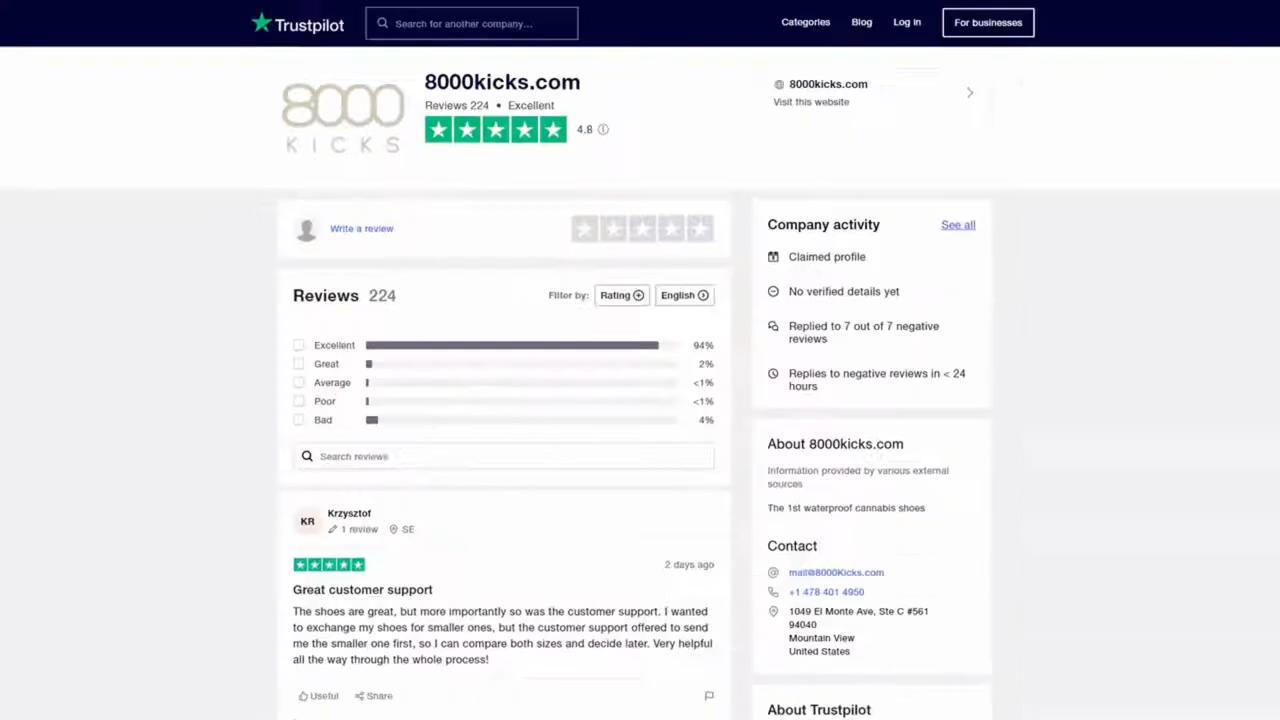 Trustpilot
Search for another company...
Categories
Blog
Log in
For businesses
8000
KICKS
8000kicks.com
Reviews 224 • Excellent
4.8
8000kicks.com
Visit this website
Write a review
Reviews 224
Filter by:
Rating
English
Excellent 94%
Great 2%
Average <1%
Poor <1%
Bad 4%
Search reviews
KR
Krzysztof
1 review SE
2 days ago
Great customer support
The shoes are great, but more importantly so was the customer support. I wanted
to exchange my shoes for smaller ones, but the customer support offered to send
me the smaller one first, so I can compare both sizes and decide later. Very helpful
all the way through the whole process!
Useful
Share
Company activity
See all
Claimed profile
No verified details yet
Replied to 7 out of 7 negative
reviews
Replies to negative reviews in < 24
hours
About 8000kicks.com
Information provided by various external
sources
The 1st waterproof cannabis shoes
Contact
mail@8000Kicks.com
+1 478 401 4950
1049 El Monte Ave, Ste C #561
94040
Mountain View
United States
About Trustpilot